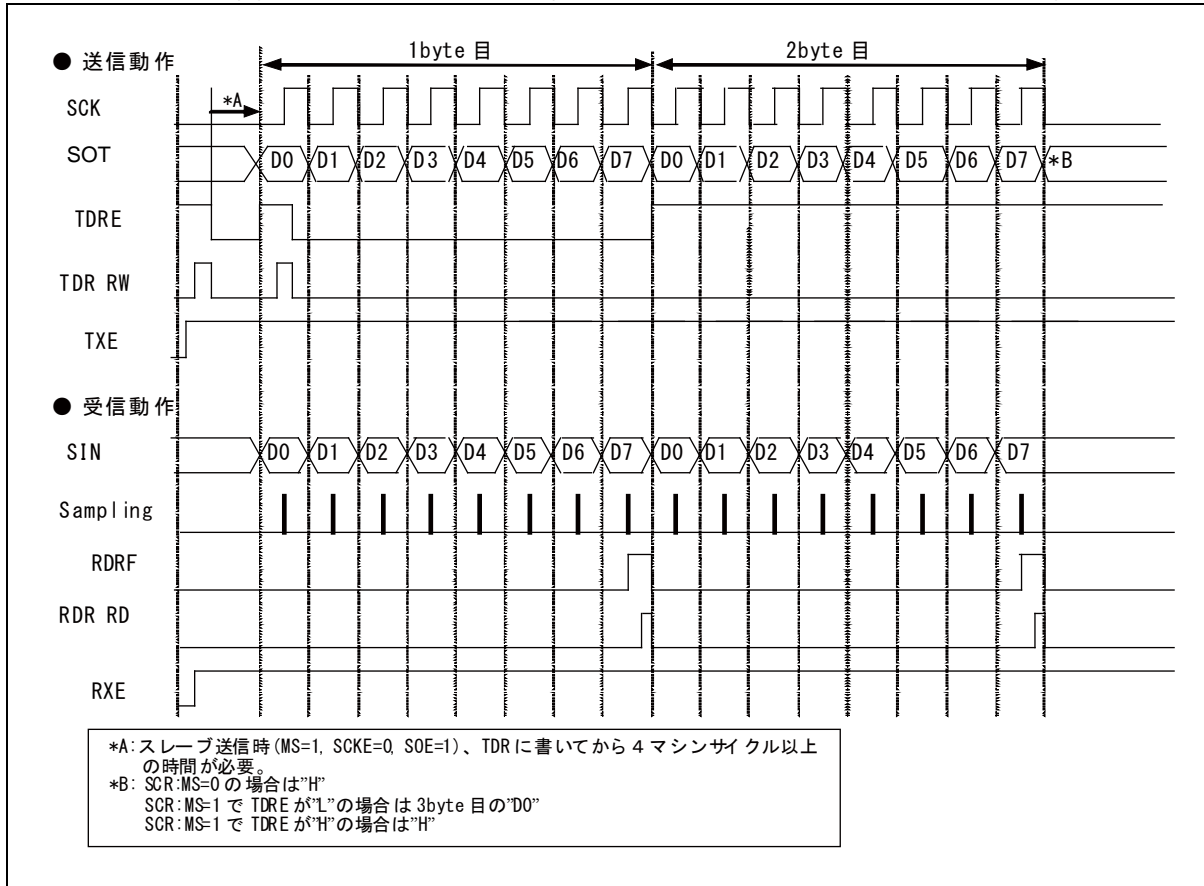 ● 送信動作
1byte 目 2byte 目
SCK
*A
SOT
D0 D1 D2 D3 D4 D5 D6 D7 D0 D1 D2 D3 D4 D5 D6 D7 *B
TDRE
TDR RW
TXE
● 受信動作
SIN
D0 D1 D2 D3 D4 D5 D6 D7 D0 D1 D2 D3 D4 D5 D6 D7
Sampling
RDRF
RDR RD
RXE
*A:スレーブ送信時(MS=1, SCKE=0, SOE=1)、TDRに書いてから４マシンサイクル以上
の時間が必要。
*B: SCR:MS=0 の場合は"H"
SCR:MS=1 で TDRE が"L"の場合は 3byte 目の"D0"
SCR:MS=1 で TDRE が"H"の場合は"H"